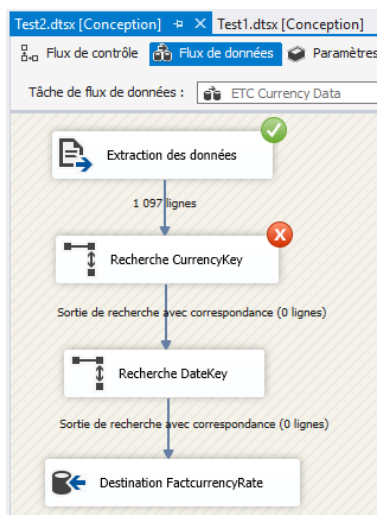 Test2.dtsx [Conception] Test1.dtsx [Conception]
Flux de contrôle Flux de données Paramètres
Tâche de flux de données : ETC Currency Data
Extraction des données
1 097 lignes
Recherche CurrencyKey
Sortie de recherche avec correspondance (0 lignes)
Recherche DateKey
Sortie de recherche avec correspondance (0 lignes)
Destination FactcurrencyRate